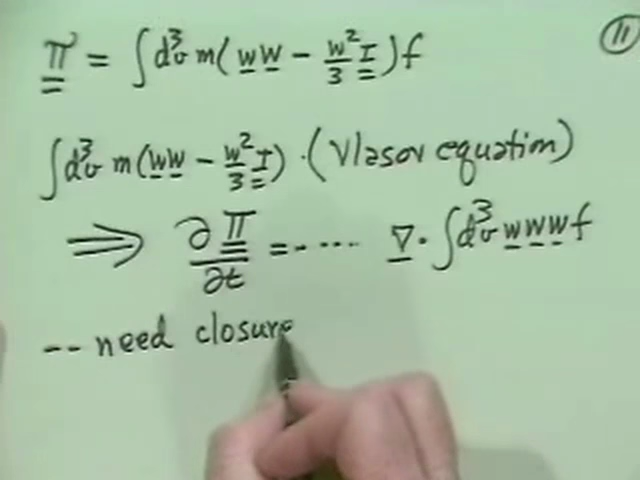 ⑪
Π = ∫d³v m(ww − w²/3 I)f
∫d³v m(ww − w²/3 I) · (Vlasov equation)
⟹ ∂Π/∂t = - ···· ∇· ∫d³v www f
-- need closure